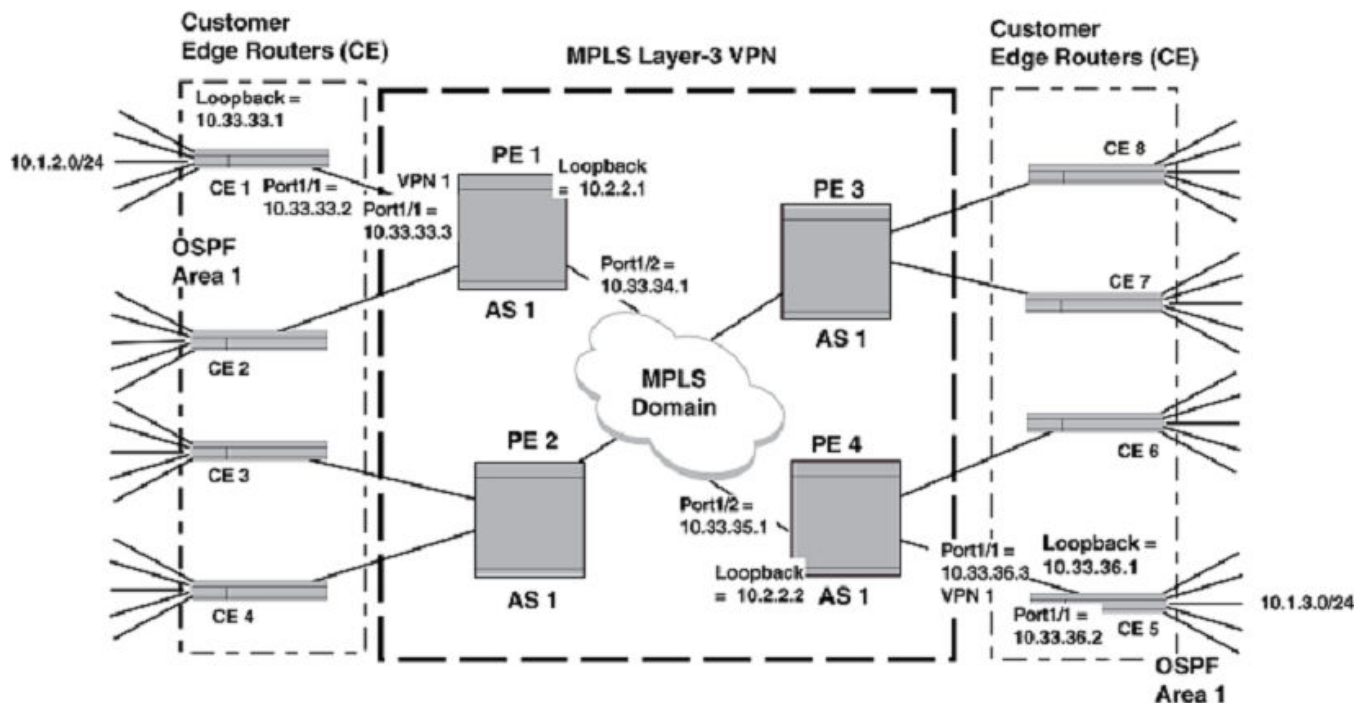 Customer
Edge Routers (CE)
MPLS Layer-3 VPN
Customer
Edge Routers (CE)
Loopback =
10.33.33.1
10.1.2.0/24
CE 1
Port1/1 =
10.33.33.2
VPN 1
Port1/1 =
10.33.33.3
PE 1
Loopback
= 10.2.2.1
AS 1
Port1/2 =
10.33.34.1
OSPF
Area 1
CE 2
CE 3
CE 4
PE 2
AS 1
MPLS
Domain
PE 3
AS 1
CE 8
CE 7
CE 6
PE 4
Port1/2 =
10.33.35.1
Loopback
= 10.2.2.2
AS 1
Port1/1 =
10.33.36.3
VPN 1
Loopback =
10.33.36.1
Port1/1 =
10.33.36.2
CE 5
10.1.3.0/24
OSPF
Area 1